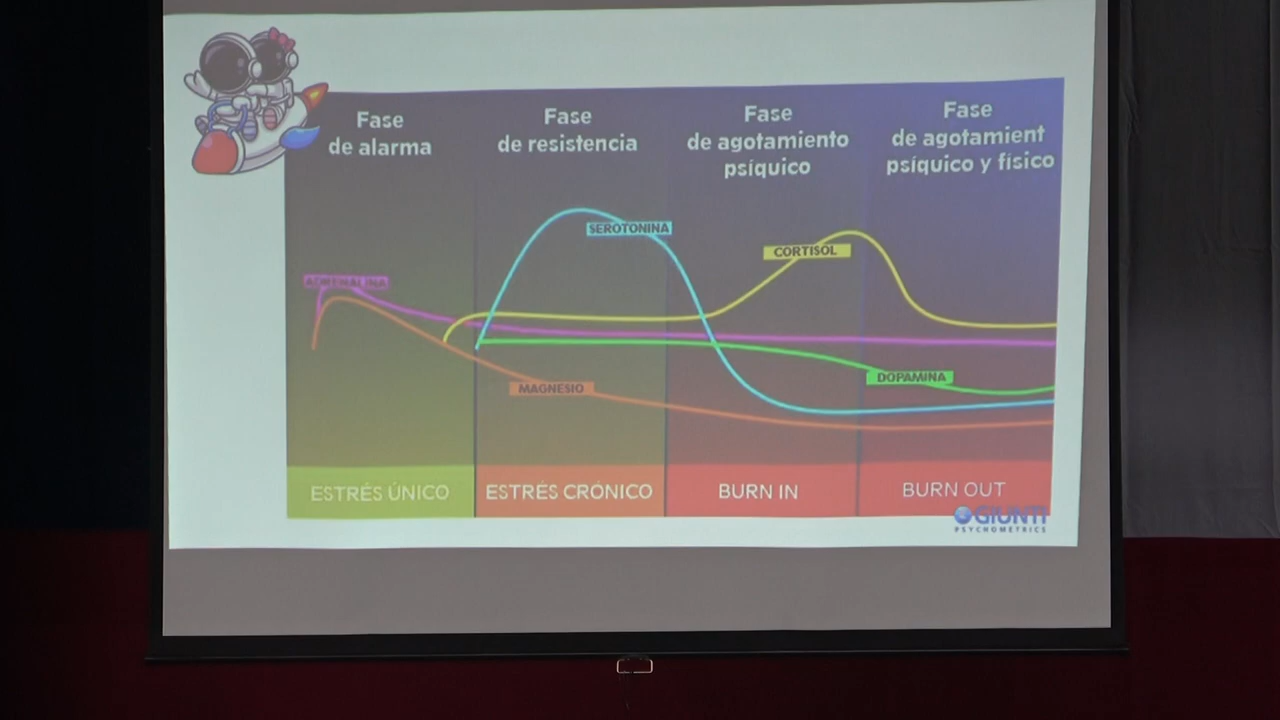 Fase
de alarma
Fase
de resistencia
Fase
de agotamiento
psíquico
Fase
de agotamient
psíquico y físico
ADRENALINA
SEROTONINA
CORTISOL
MAGNESIO
DOPAMINA
ESTRÉS ÚNICO
ESTRÉS CRÓNICO
BURN IN
BURN OUT
GIUNTI
PSYCHOMETRICS